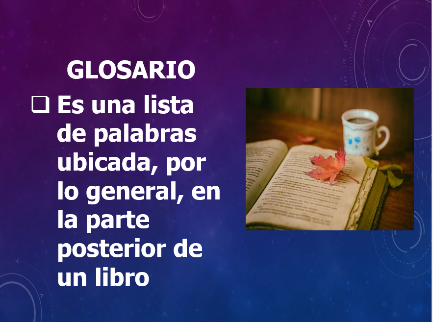 GLOSARIO
Es una lista
de palabras
ubicada, por
lo general, en
la parte
posterior de
un libro